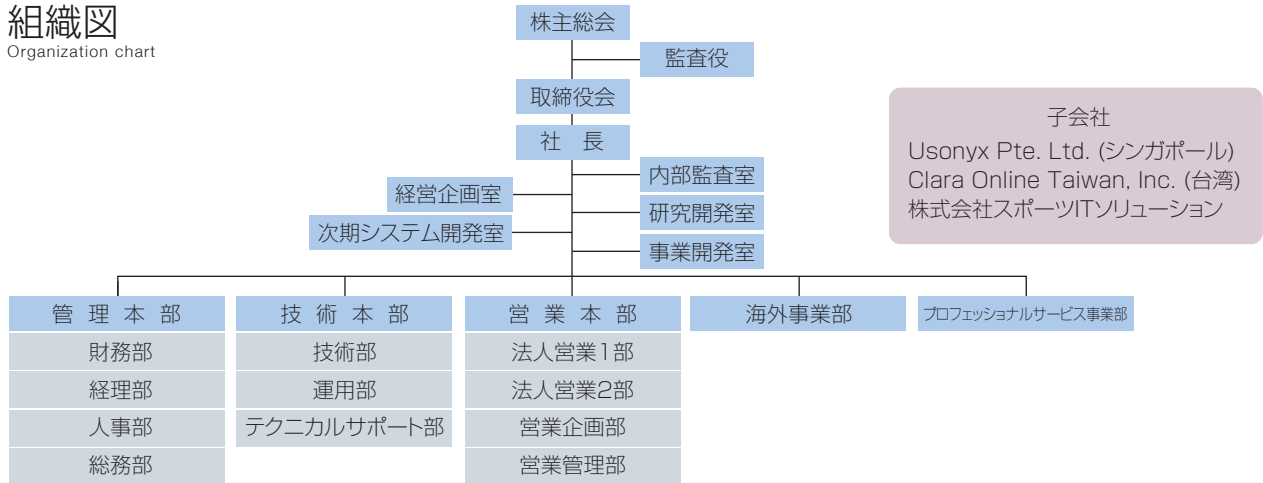 組織図
Organization chart
株主総会
監査役
取締役会
社 長
内部監査室
経営企画室
研究開発室
次期システム開発室
事業開発室
子会社
Usonyx Pte. Ltd. (シンガポール)
Clara Online Taiwan, Inc. (台湾)
株式会社スポーツITソリューション
管理本部
財務部
経理部
人事部
総務部
技術本部
技術部
運用部
テクニカルサポート部
営業本部
法人営業1部
法人営業2部
営業企画部
営業管理部
海外事業部
プロフェッショナルサービス事業部